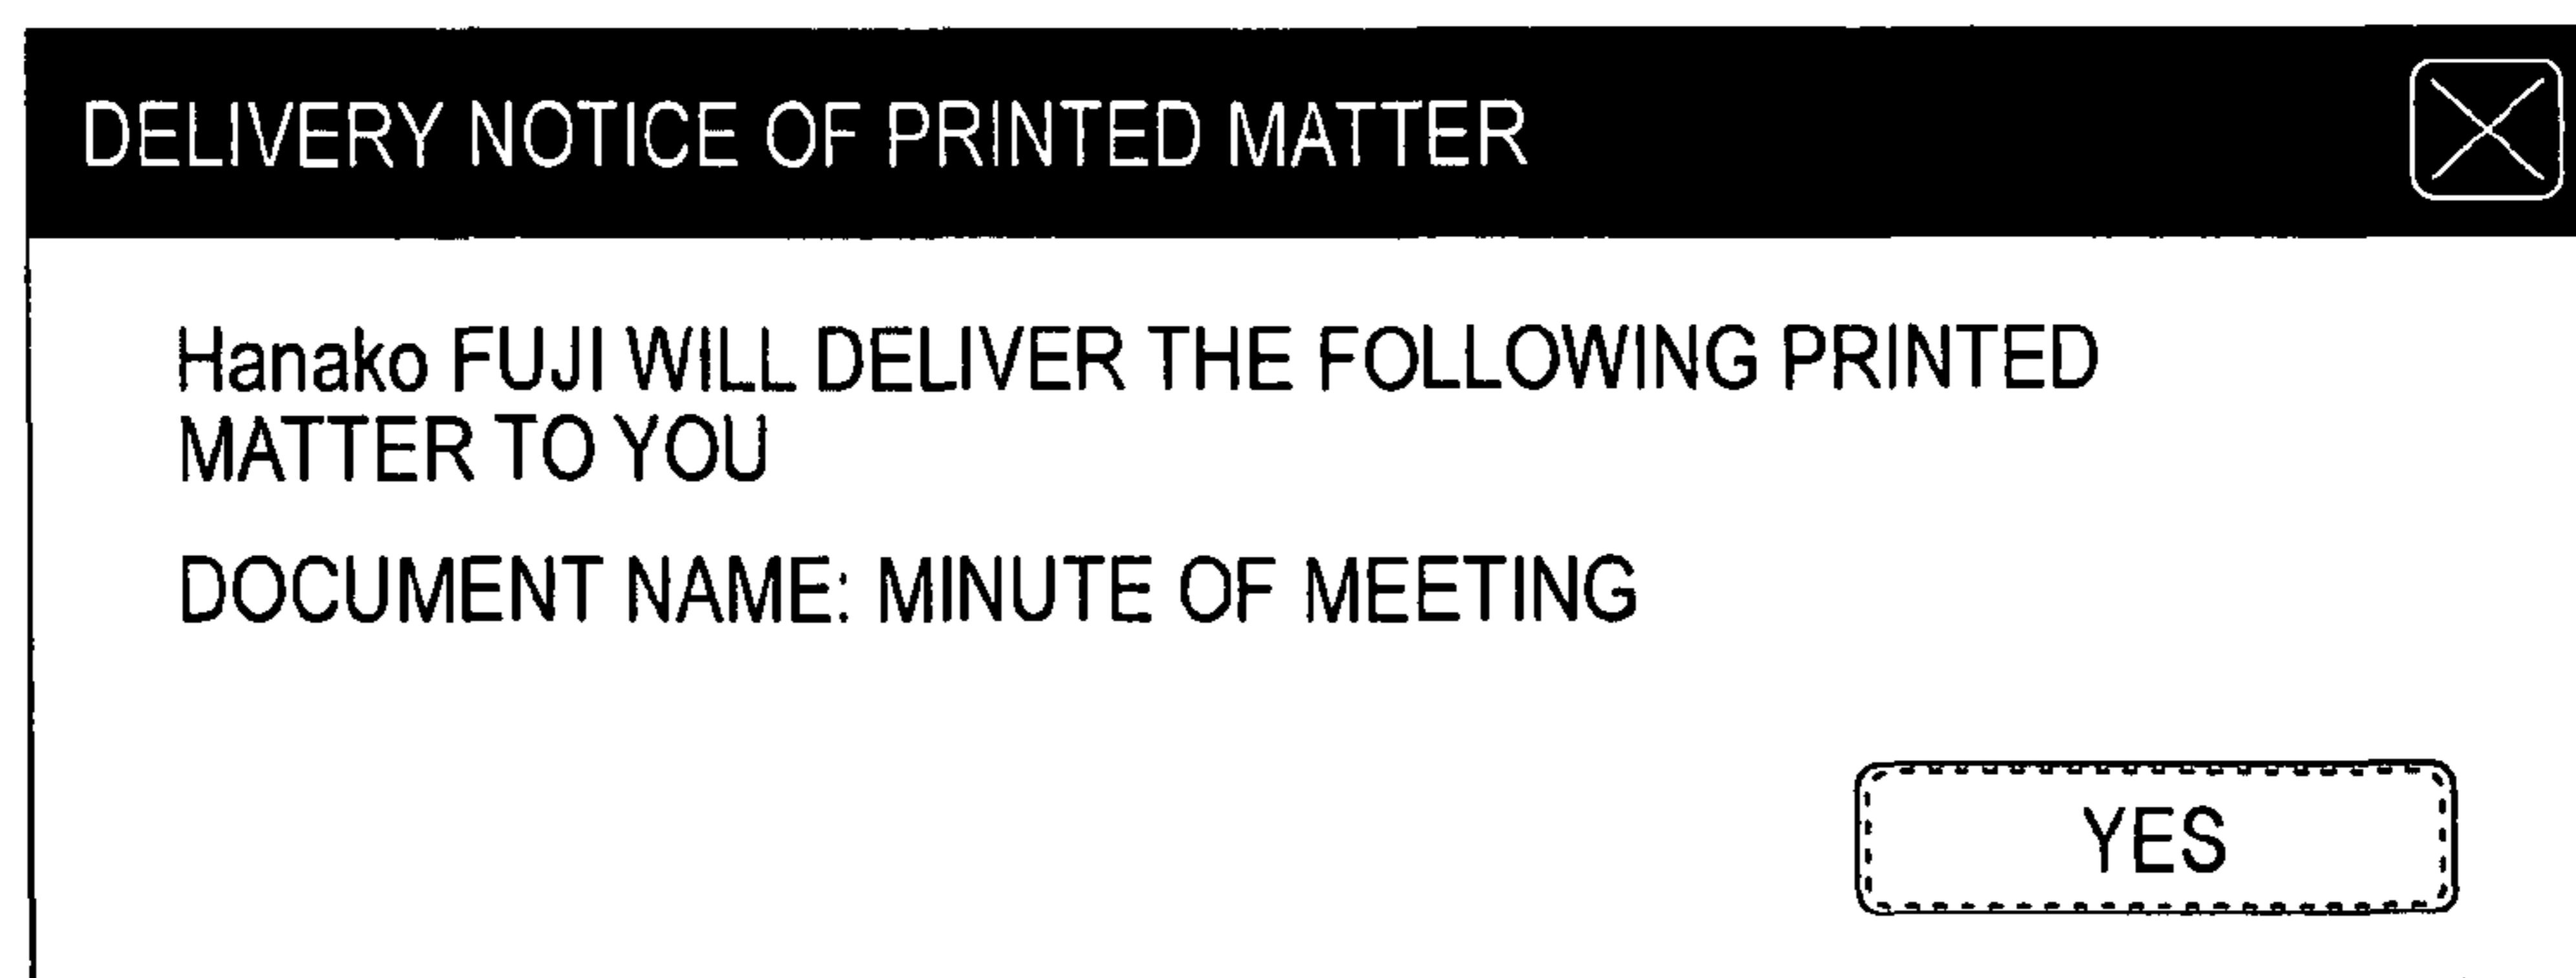 DELIVERY NOTICE OF PRINTED MATTER
Hanako FUJI WILL DELIVER THE FOLLOWING PRINTED
MATTER TO YOU
DOCUMENT NAME: MINUTE OF MEETING
YES